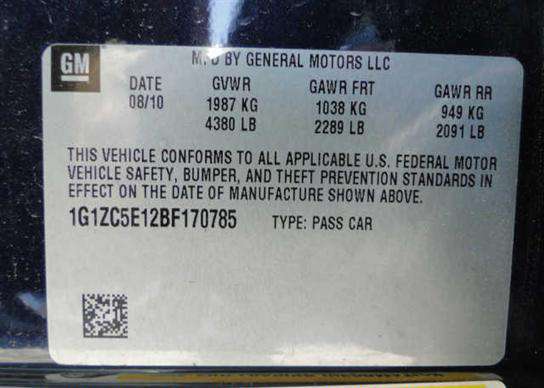 GM
MFD BY GENERAL MOTORS LLC
DATE GVWR GAWR FRT GAWR RR
08/10 1987 KG 1038 KG 949 KG
4380 LB 2289 LB 2091 LB
THIS VEHICLE CONFORMS TO ALL APPLICABLE U.S. FEDERAL MOTOR
VEHICLE SAFETY, BUMPER, AND THEFT PREVENTION STANDARDS IN
EFFECT ON THE DATE OF MANUFACTURE SHOWN ABOVE.
1G1ZC5E12BF170785 TYPE: PASS CAR